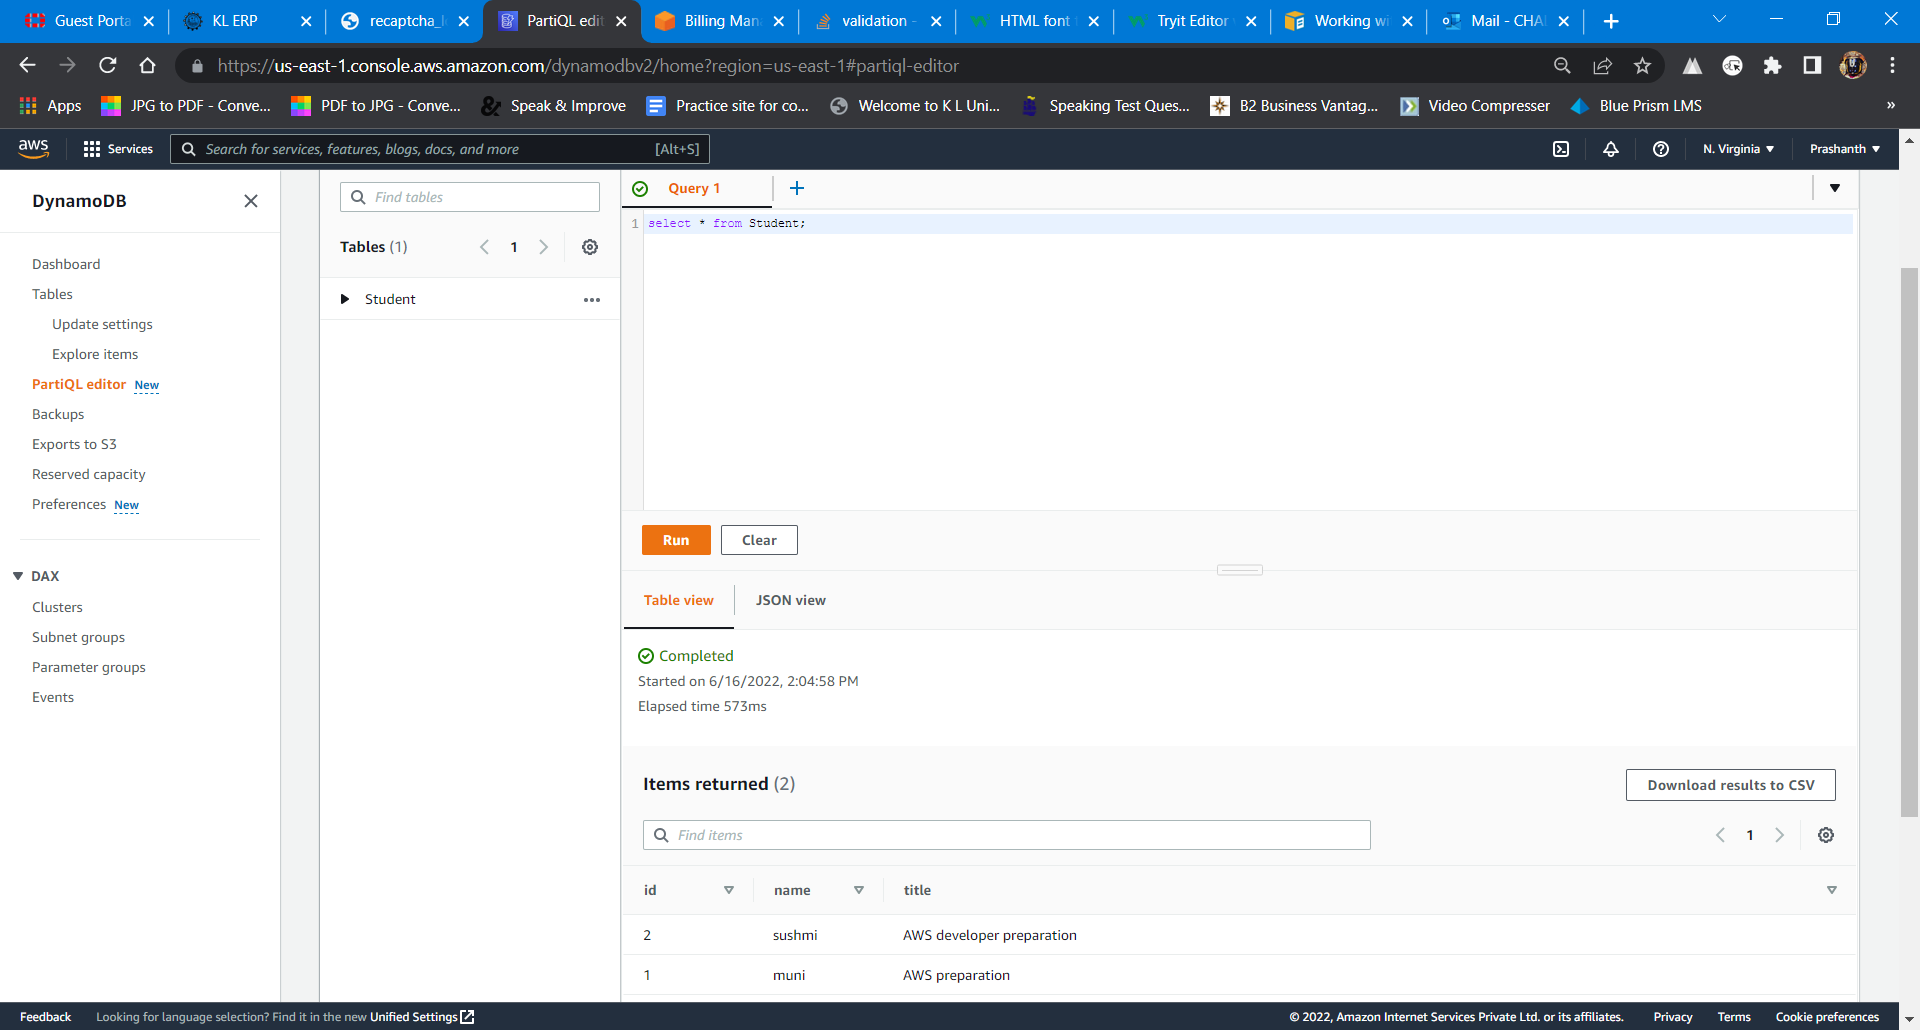 Guest Porta
KL ERP
recaptcha_l
PartiQL edit
Billing Man
validation -
HTML font
Tryit Editor
Working wi
Mail - CHA
https://us-east-1.console.aws.amazon.com/dynamodbv2/home?region=us-east-1#partiql-editor
Apps
JPG to PDF - Conve...
PDF to JPG - Conve...
Speak & Improve
Practice site for co...
Welcome to K L Uni...
Speaking Test Ques...
B2 Business Vantag...
Video Compresser
Blue Prism LMS
»
aws
Services
Search for services, features, blogs, docs, and more
[Alt+S]
N. Virginia
Prashanth
DynamoDB
Dashboard
Tables
Update settings
Explore items
PartiQL editor New
Backups
Exports to S3
Reserved capacity
Preferences New
DAX
Clusters
Subnet groups
Parameter groups
Events
Find tables
Tables (1)
1
Student
Query 1
1 select * from Student;
Run
Clear
Table view
JSON view
Completed
Started on 6/16/2022, 2:04:58 PM
Elapsed time 573ms
Items returned (2)
Download results to CSV
Find items
1
id name title
2 sushmi AWS developer preparation
1 muni AWS preparation
Feedback
Looking for language selection? Find it in the new Unified Settings
© 2022, Amazon Internet Services Private Ltd. or its affiliates.
Privacy
Terms
Cookie preferences